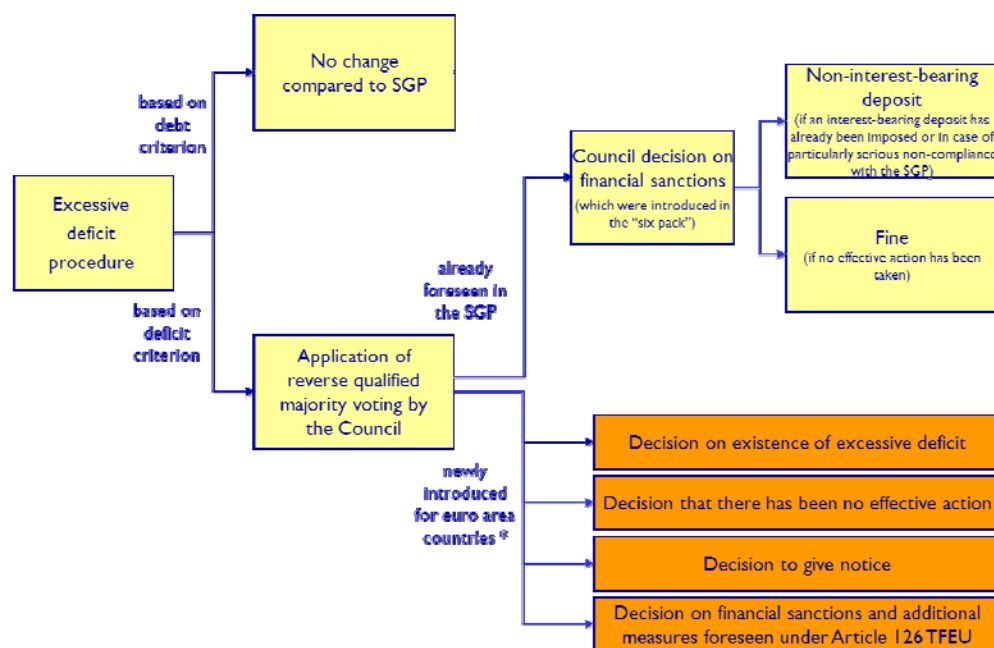 No change
compared to SGP
based on
debt
criterion
Excessive
deficit
procedure
based on
deficit
criterion
Application of
reverse qualified
majority voting by
the Council
already
foreseen in
the SGP
Council decision on
financial sanctions
(which were introduced in
the “six pack”)
Non-interest-bearing
deposit
(if an interest-bearing deposit has
already been imposed or in case of
particularly serious non-compliance
with the SGP)
Fine
(if no effective action has been
taken)
newly
introduced
for euro area
countries *
Decision on existence of excessive deficit
Decision that there has been no effective action
Decision to give notice
Decision on financial sanctions and additional
measures foreseen under Article 126 TFEU